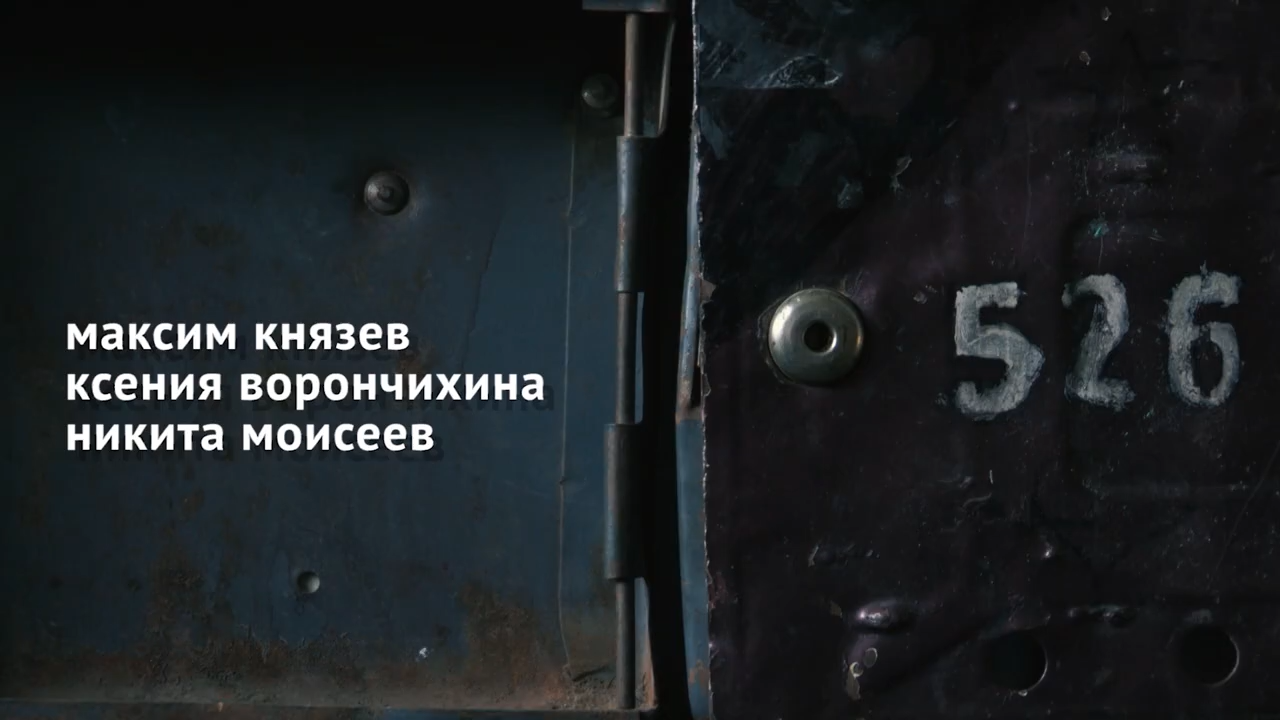 максим князев
ксения ворончихина
никита моисеев
526